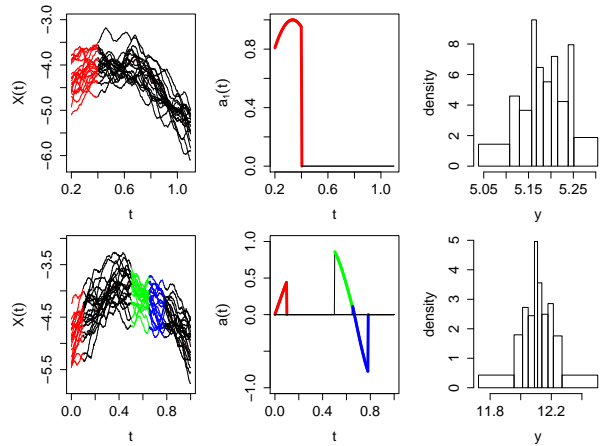 X(t)
−3.0
−4.0
−5.0
−6.0
0.2 0.6 1.0
t
a₁(t)
0.8
0.4
0.0
0.2 0.6 1.0
t
density
8
6
4
2
0
5.05 5.15 5.25
y
X(t)
−3.5
−4.5
−5.5
0.0 0.4 0.8
t
a(t)
1.0
0.5
0.0
−1.0
0.0 0.4 0.8
t
density
5
4
3
2
1
0
11.8 12.2
y